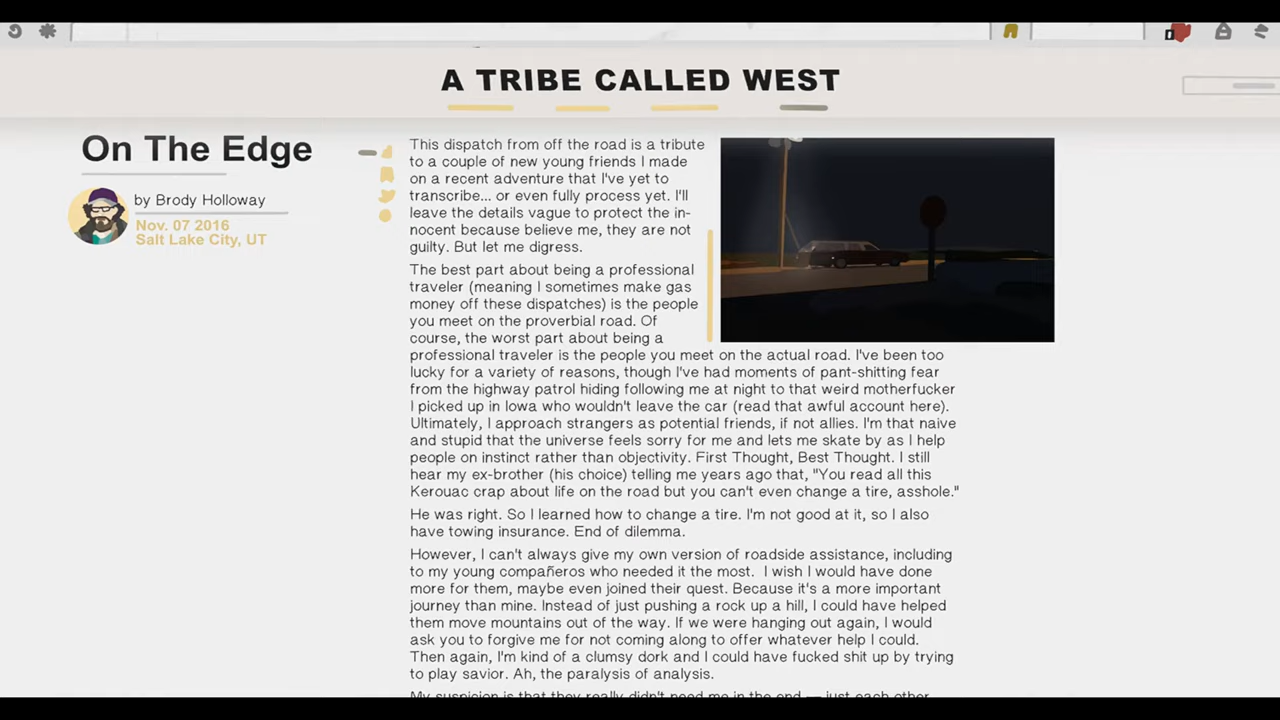 A TRIBE CALLED WEST
On The Edge
by Brody Holloway
Nov. 07 2016
Salt Lake City, UT
This dispatch from off the road is a tribute
to a couple of new young friends I made
on a recent adventure that I've yet to
transcribe... or even fully process yet. I'll
leave the details vague to protect the in-
nocent because believe me, they are not
guilty. But let me digress.
The best part about being a professional
traveler (meaning I sometimes make gas
money off these dispatches) is the people
you meet on the proverbial road. Of
course, the worst part about being a
professional traveler is the people you meet on the actual road. I've been too
lucky for a variety of reasons, though I've had moments of pant-shitting fear
from the highway patrol hiding following me at night to that weird motherfucker
I picked up in Iowa who wouldn't leave the car (read that awful account here).
Ultimately, I approach strangers as potential friends, if not allies. I'm that naive
and stupid that the universe feels sorry for me and lets me skate by as I help
people on instinct rather than objectivity. First Thought, Best Thought. I still
hear my ex-brother (his choice) telling me years ago that, "You read all this
Kerouac crap about life on the road but you can't even change a tire, asshole."
He was right. So I learned how to change a tire. I'm not good at it, so I also
have towing insurance. End of dilemma.
However, I can't always give my own version of roadside assistance, including
to my young compañeros who needed it the most.  I wish I would have done
more for them, maybe even joined their quest. Because it's a more important
journey than mine. Instead of just pushing a rock up a hill, I could have helped
them move mountains out of the way. If we were hanging out again, I would
ask you to forgive me for not coming along to offer whatever help I could.
Then again, I'm kind of a clumsy dork and I could have fucked shit up by trying
to play savior. Ah, the paralysis of analysis.
My suspicion is that they really didn't need me in the end — just each other.